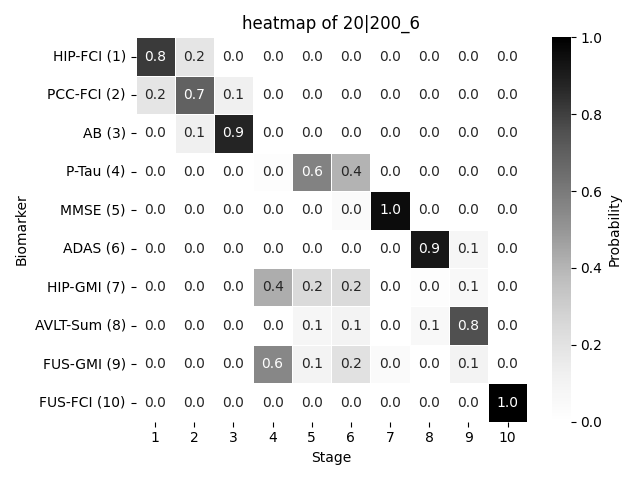 heatmap of 20|200_6
HIP-FCI (1) 0.8 0.2 0.0 0.0 0.0 0.0 0.0 0.0 0.0 0.0
PCC-FCI (2) 0.2 0.7 0.1 0.0 0.0 0.0 0.0 0.0 0.0 0.0
AB (3) 0.0 0.1 0.9 0.0 0.0 0.0 0.0 0.0 0.0 0.0
P-Tau (4) 0.0 0.0 0.0 0.0 0.6 0.4 0.0 0.0 0.0 0.0
MMSE (5) 0.0 0.0 0.0 0.0 0.0 0.0 1.0 0.0 0.0 0.0
ADAS (6) 0.0 0.0 0.0 0.0 0.0 0.0 0.0 0.9 0.1 0.0
HIP-GMI (7) 0.0 0.0 0.0 0.4 0.2 0.2 0.0 0.0 0.1 0.0
AVLT-Sum (8) 0.0 0.0 0.0 0.0 0.1 0.1 0.0 0.1 0.8 0.0
FUS-GMI (9) 0.0 0.0 0.0 0.6 0.1 0.2 0.0 0.0 0.1 0.0
FUS-FCI (10) 0.0 0.0 0.0 0.0 0.0 0.0 0.0 0.0 0.0 1.0
1 2 3 4 5 6 7 8 9 10
Stage
Biomarker
1.0
0.8
0.6
0.4
0.2
0.0
Probability